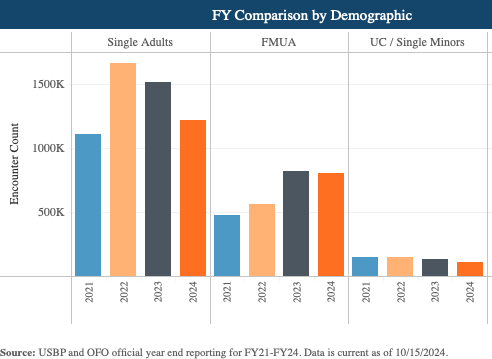 FY Comparison by Demographic
Single Adults FMUA UC / Single Minors
Encounter Count
1500K
1000K
500K
2021 2022 2023 2024 2021 2022 2023 2024 2021 2022 2023 2024
Source: USBP and OFO official year end reporting for FY21-FY24. Data is current as of 10/15/2024.